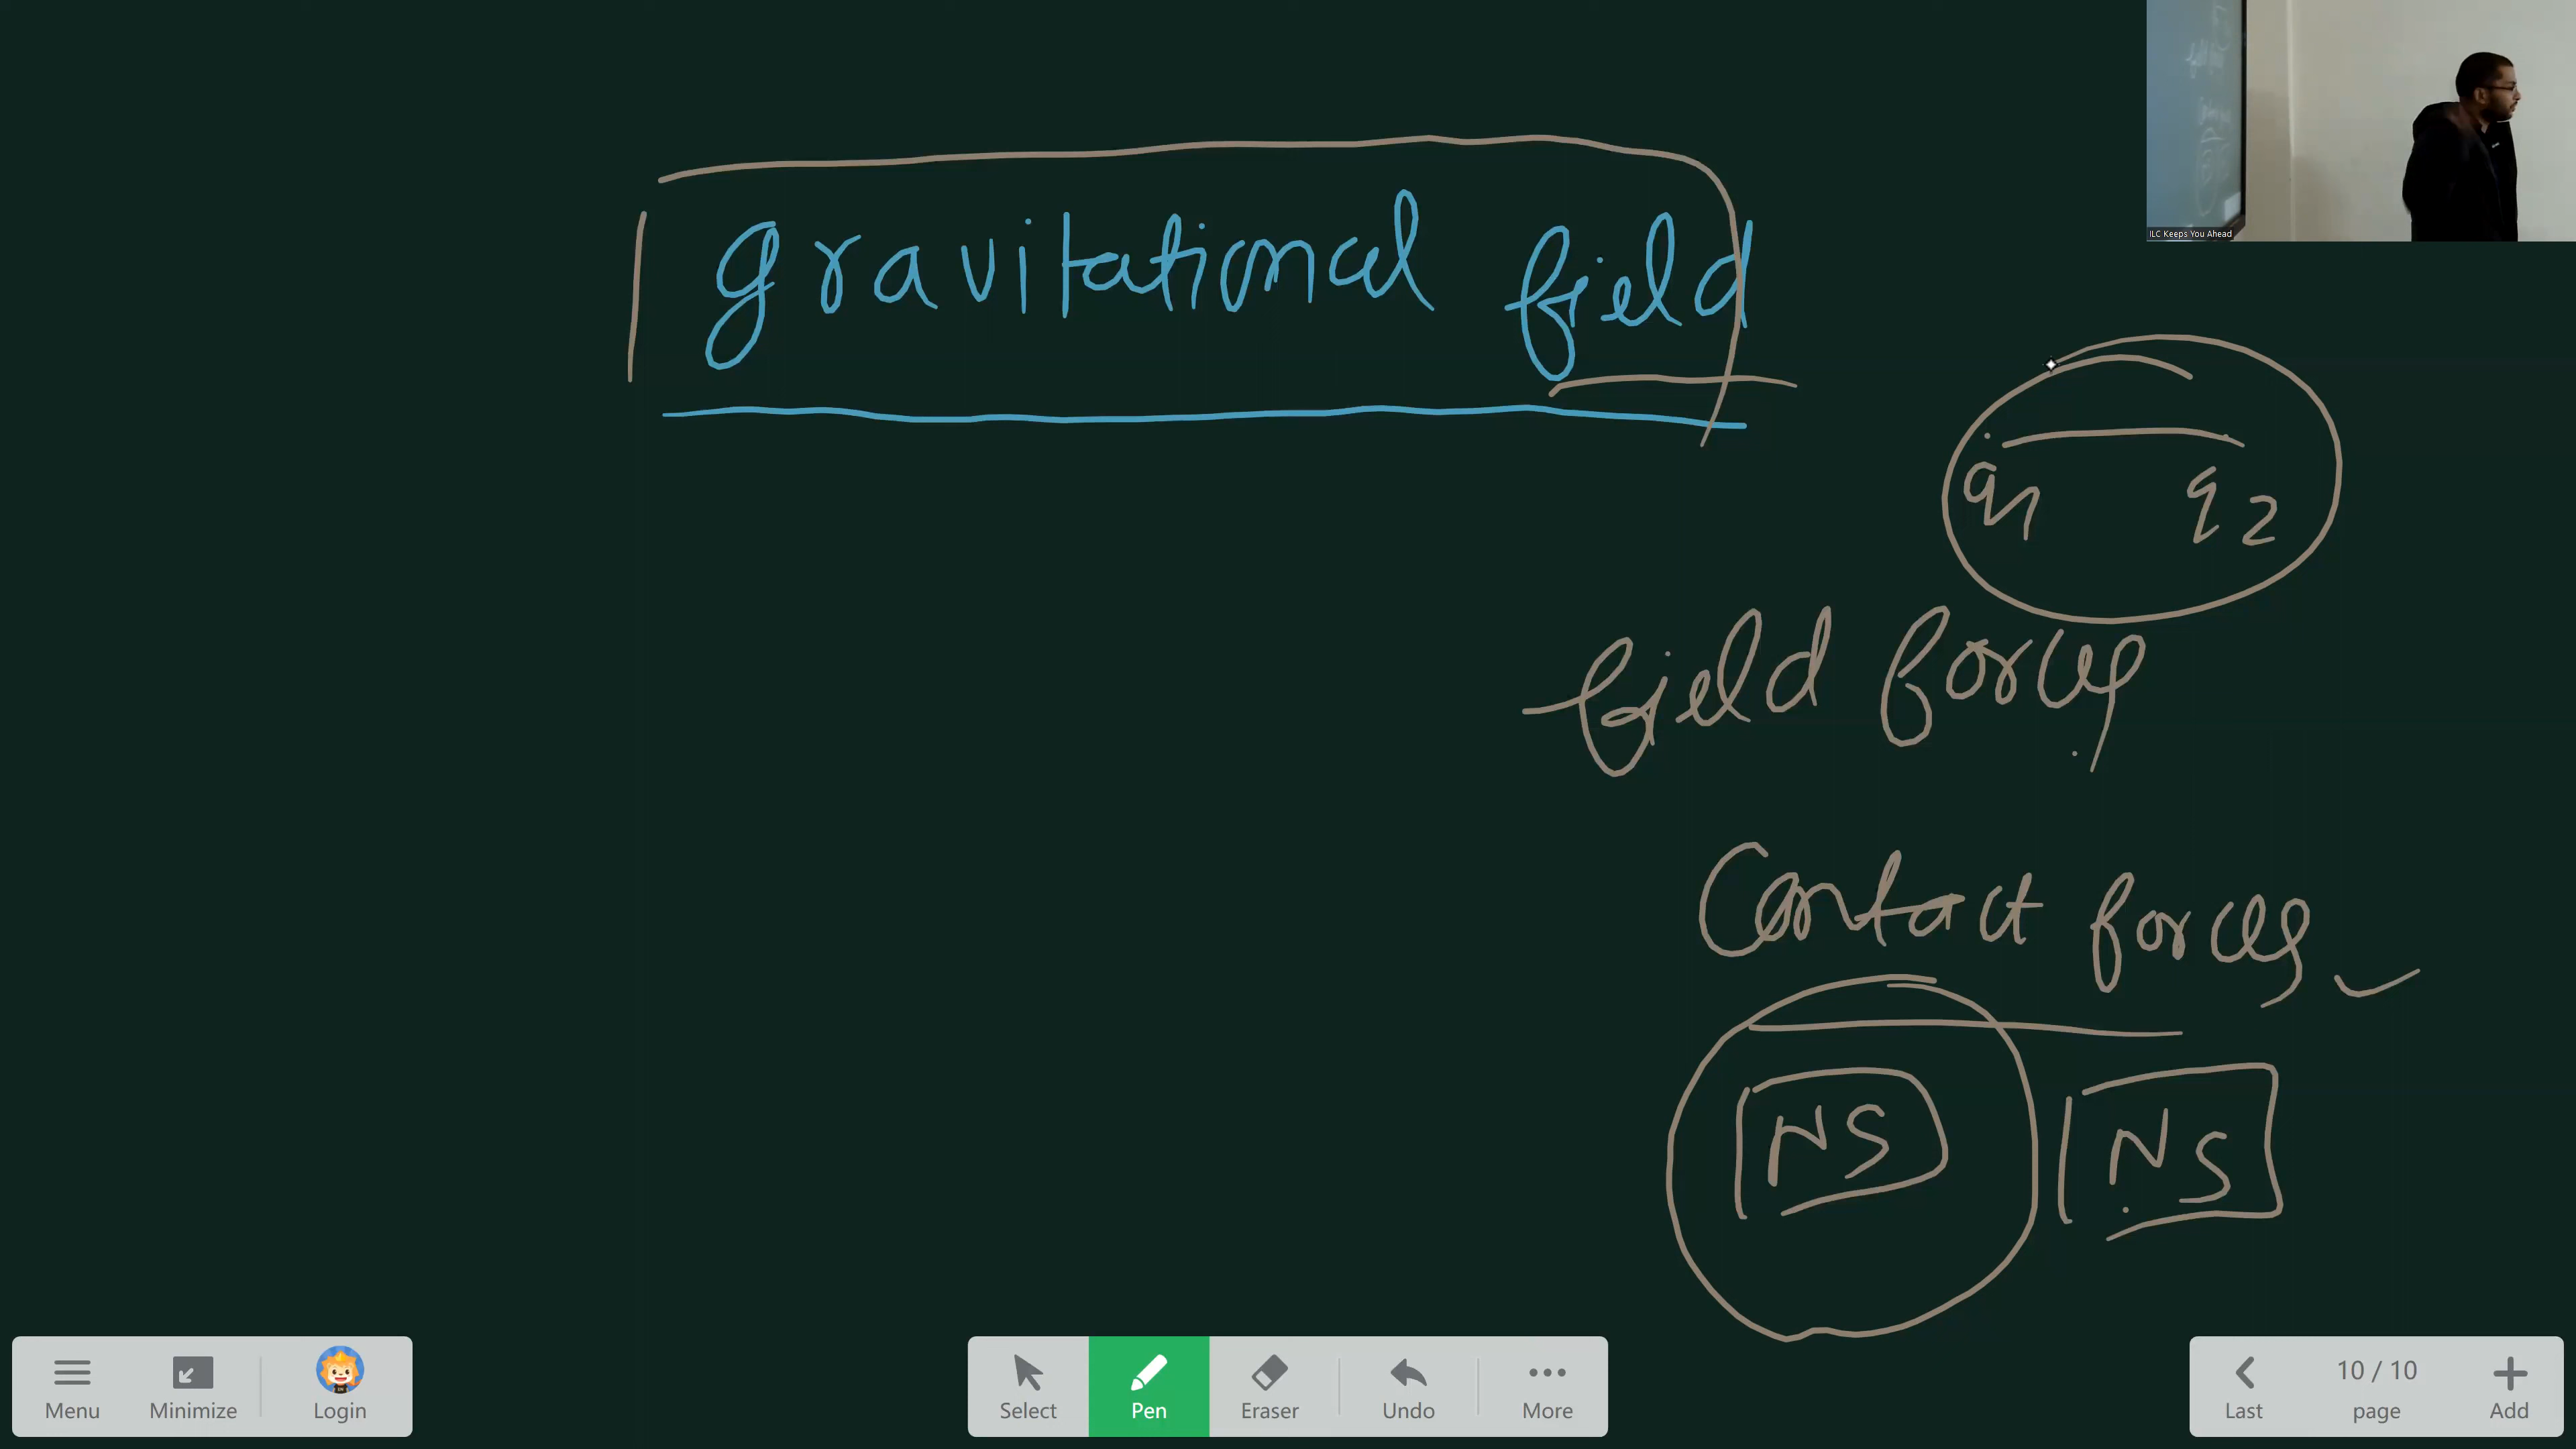 ILC Keeps You Ahead
gravitational field
q1 q2
field forces
Contact forces
NS NS
Menu Minimize Login Select Pen Eraser Undo More Last 10 / 10 page Add